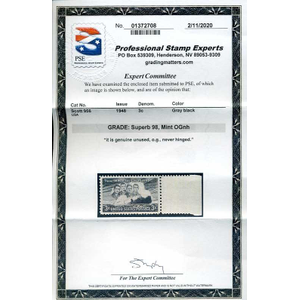 No. 01372708
2/11/2020
PSE
Professional Stamp Experts
PO Box 539309, Henderson, NV 89053-9309
gradingmatters.com
Expert Committee
We have examined the enclosed item submitted to PSE, of which
an image is shown below, and are of the opinion that:
Cat No. Issue Denom. Color
Scott 956 1948 3c Grey black
USA
GRADE: Superb 98, Mint OGnh
"it is genuine unused, o.g., never hinged."
For The Expert Committee